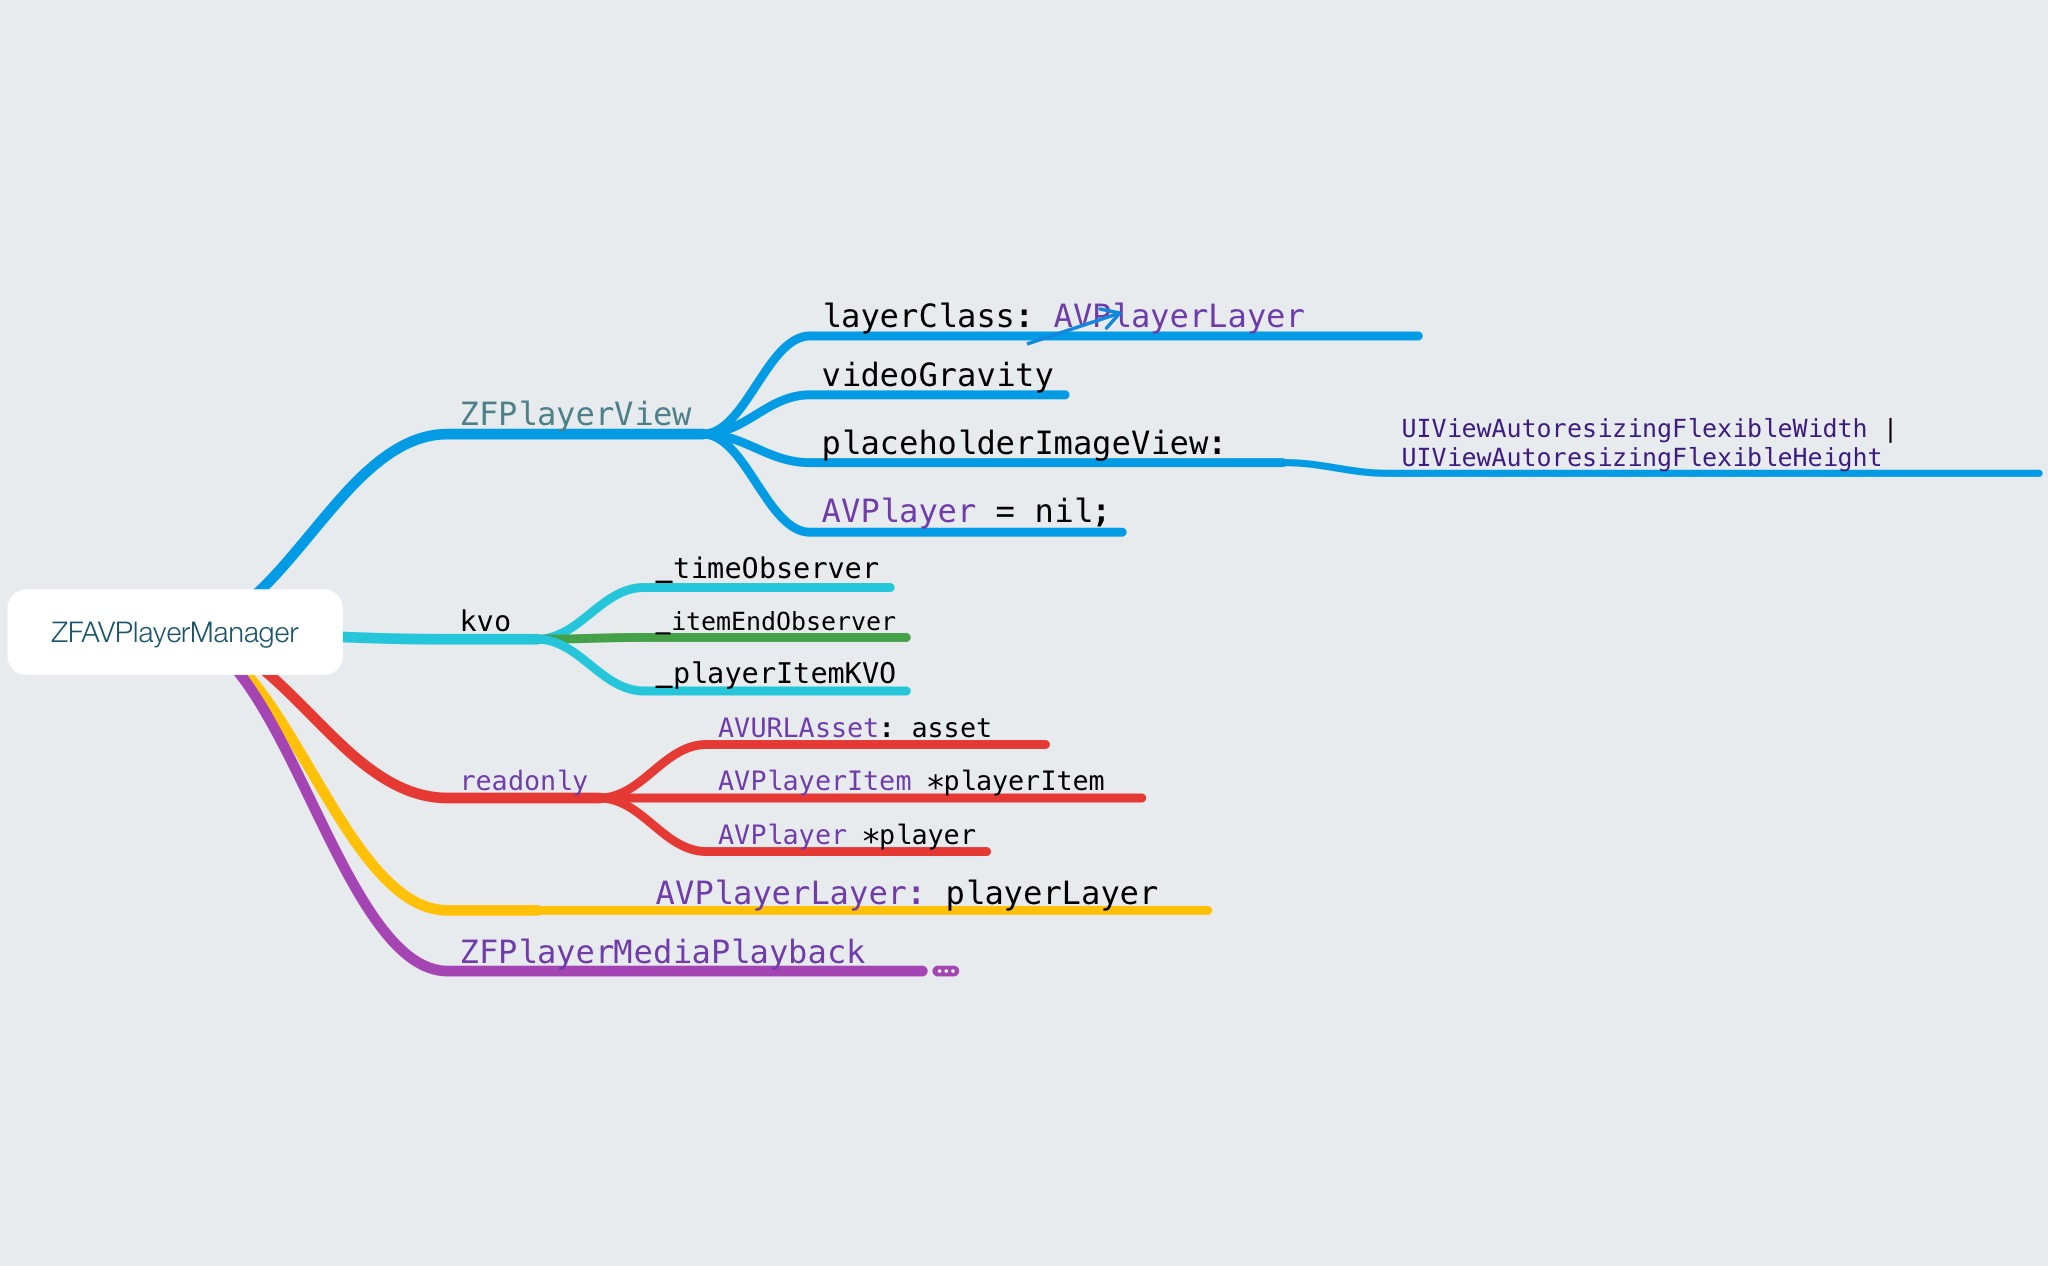 layerClass: AVPlayerLayer
videoGravity
ZFPlayerView
placeholderImageView:
UIViewAutoresizingFlexibleWidth |
UIViewAutoresizingFlexibleHeight
AVPlayer = nil;
_timeObserver
kvo
_itemEndObserver
ZFAVPlayerManager
_playerItemKVO
AVURLAsset: asset
readonly
AVPlayerItem *playerItem
AVPlayer *player
AVPlayerLayer: playerLayer
ZFPlayerMediaPlayback